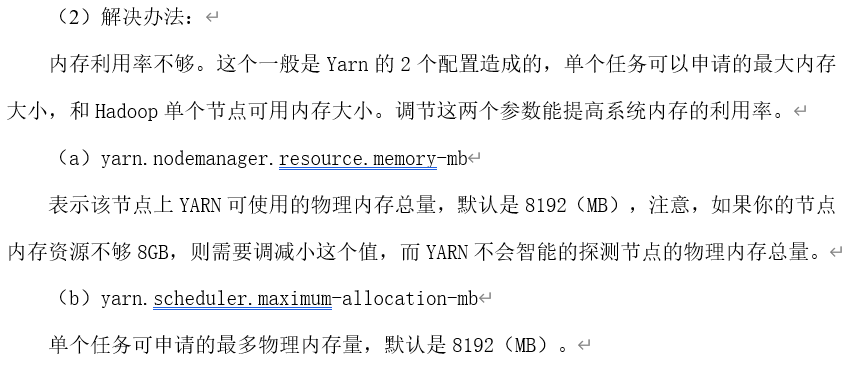 （2）解决办法：
内存利用率不够。这个一般是 Yarn 的 2 个配置造成的，单个任务可以申请的最大内存
大小，和 Hadoop 单个节点可用内存大小。调节这两个参数能提高系统内存的利用率。
（a）yarn.nodemanager.resource.memory-mb
表示该节点上 YARN 可使用的物理内存总量，默认是 8192（MB），注意，如果你的节点
内存资源不够 8GB，则需要调减小这个值，而 YARN 不会智能的探测节点的物理内存总量。
（b）yarn.scheduler.maximum-allocation-mb
单个任务可申请的最多物理内存量，默认是 8192（MB）。